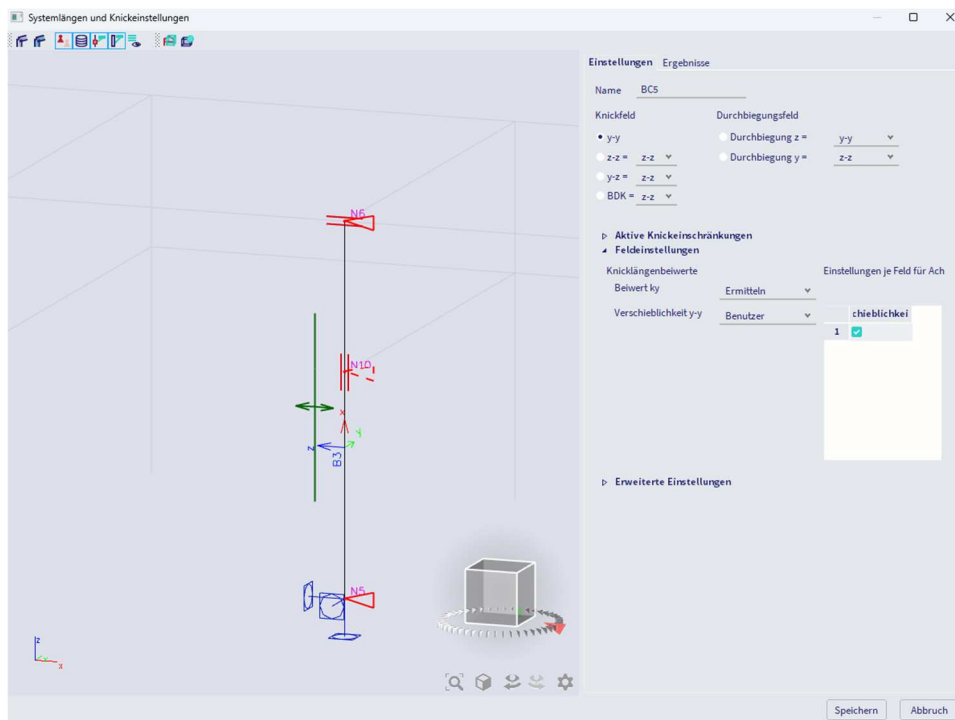 Systemlängen und Knickeinstellungen
Einstellungen Ergebnisse
Name BC5
Knickfeld Durchbiegungsfeld
y-y Durchbiegung z = y-y
z-z = z-z Durchbiegung y = z-z
y-z = z-z
BDK = z-z
Aktive Knickeinschränkungen
Feldeinstellungen
Knicklängenbeiwerte Einstellungen je Feld für Ach
Beiwert ky Ermitteln
Verschieblichkeit y-y Benutzer chieblichkei
1
Erweiterte Einstellungen
N6
N10
x
y
z
B3
N5
z
x
Speichern Abbruch